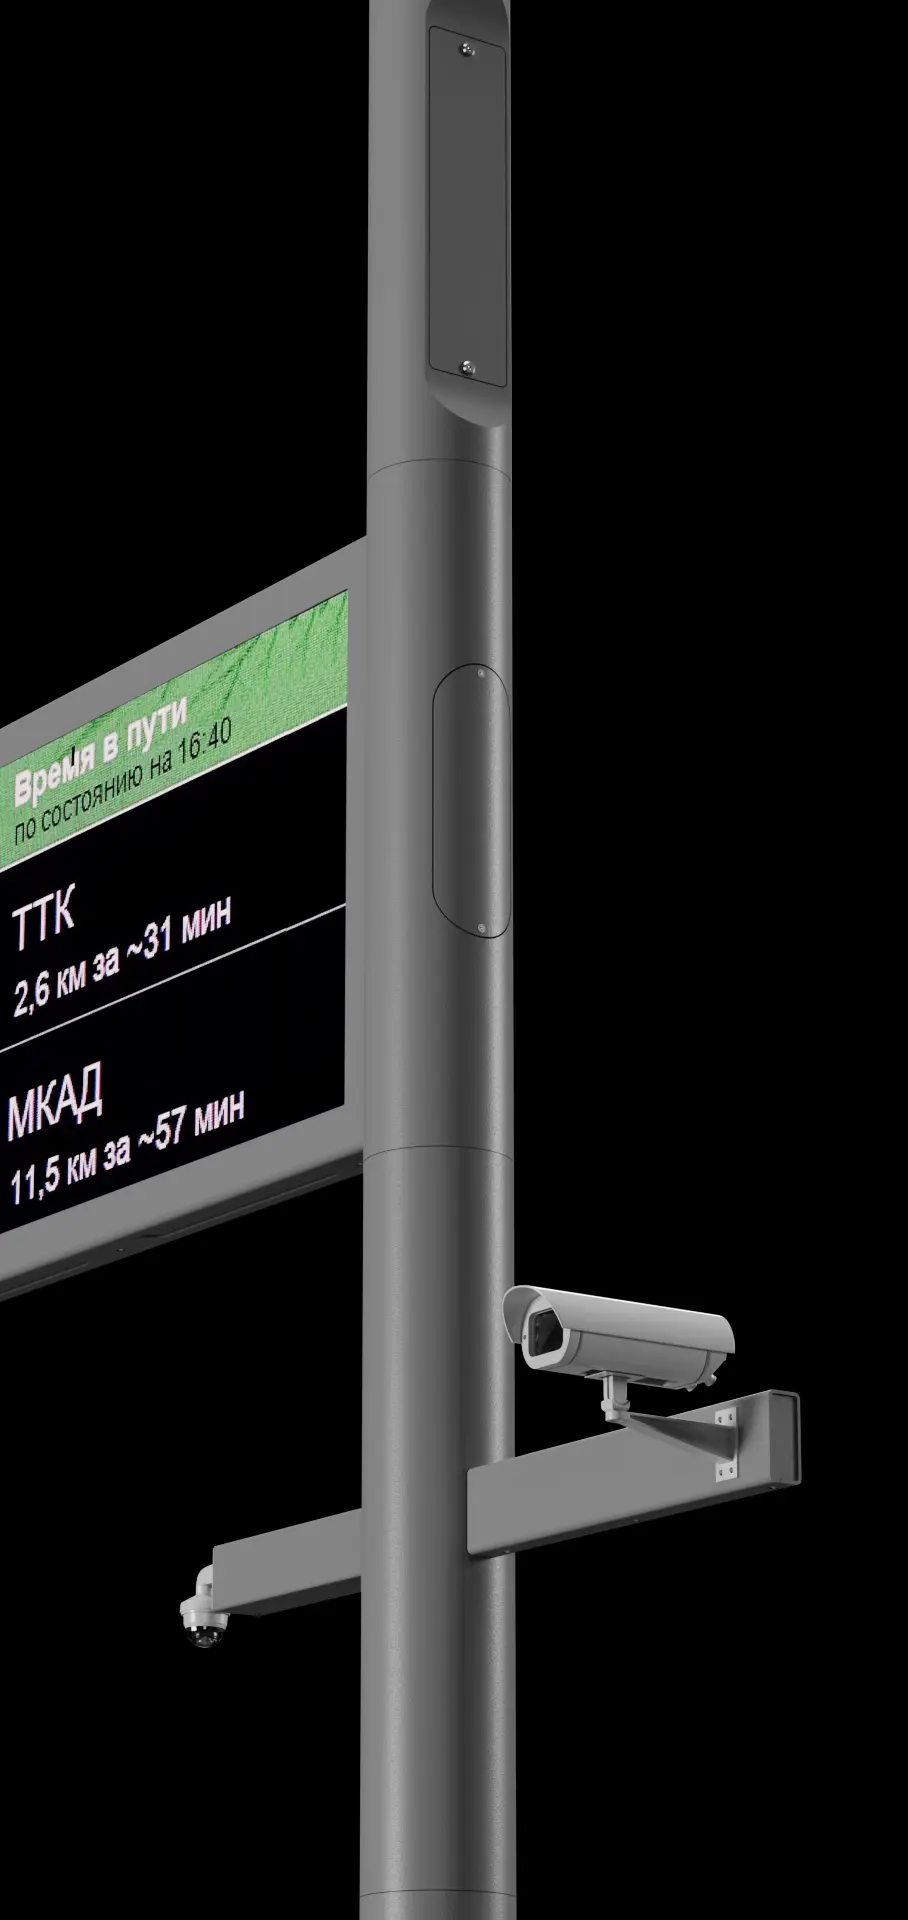 Время в пути
по состоянию на 16:40
ТТК
2,6 км за ~31 мин
МКАД
11,5 км за ~57 мин